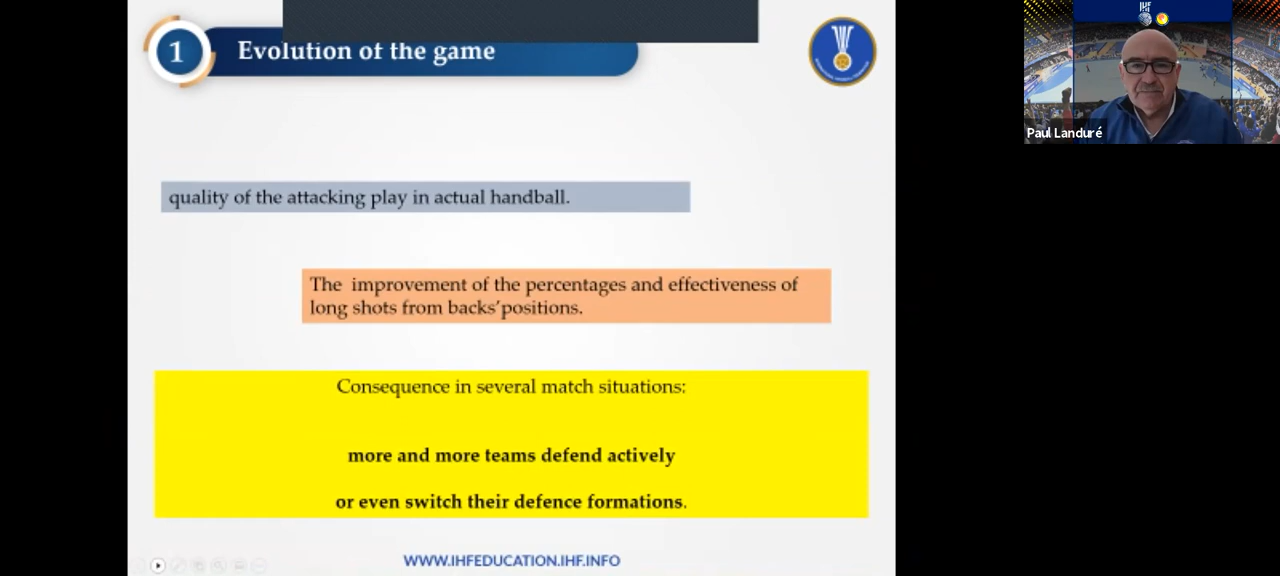 1
Evolution of the game
IHF
Paul Landuré
quality of the attacking play in actual handball.
The improvement of the percentages and effectiveness of
long shots from backs'positions.
Consequence in several match situations:
more and more teams defend actively
or even switch their defence formations.
WWW.IHFEDUCATION.IHF.INFO